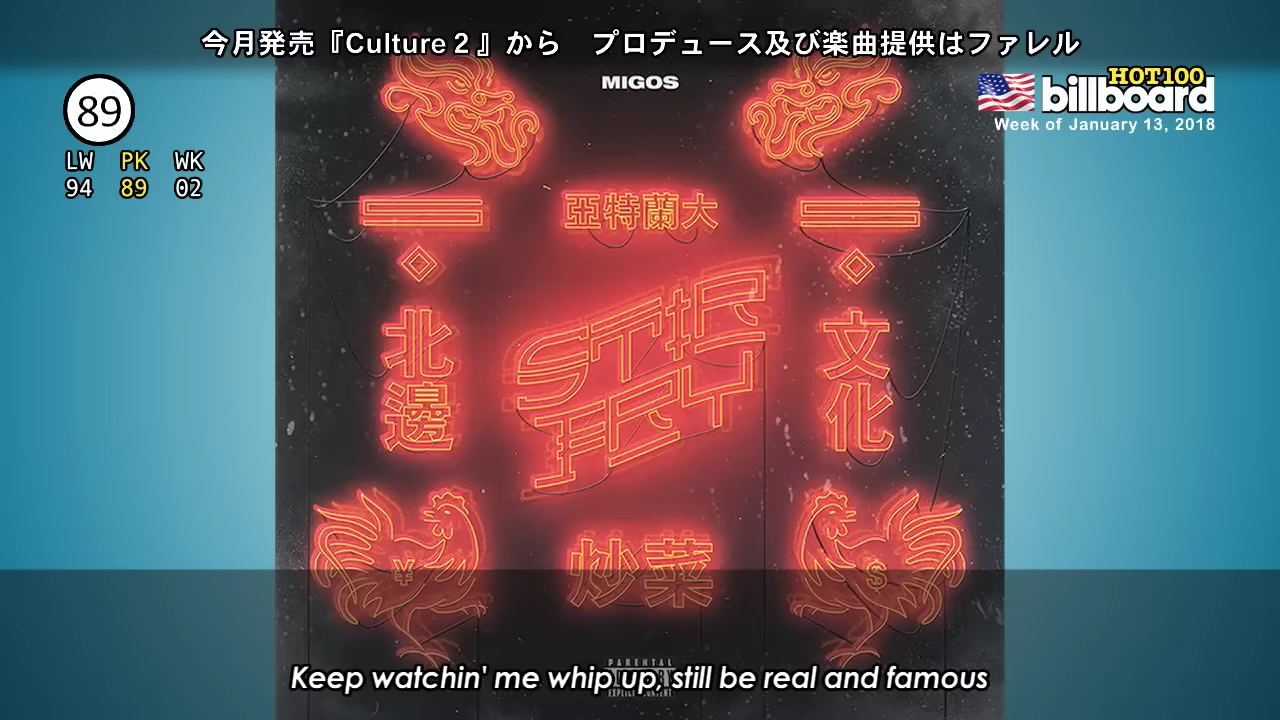 今月発売『Culture 2』から　プロデュース及び楽曲提供はファレル
MIGOS
89
LW PK WK
94 89 02
HOT100
billboard
Week of January 13, 2018
亞特蘭大
STIR
FRY
北邊
文化
¥
$
炒菜
PARENTAL
Keep watchin' me whip up, still be real and famous
EXPLICIT CONTENT